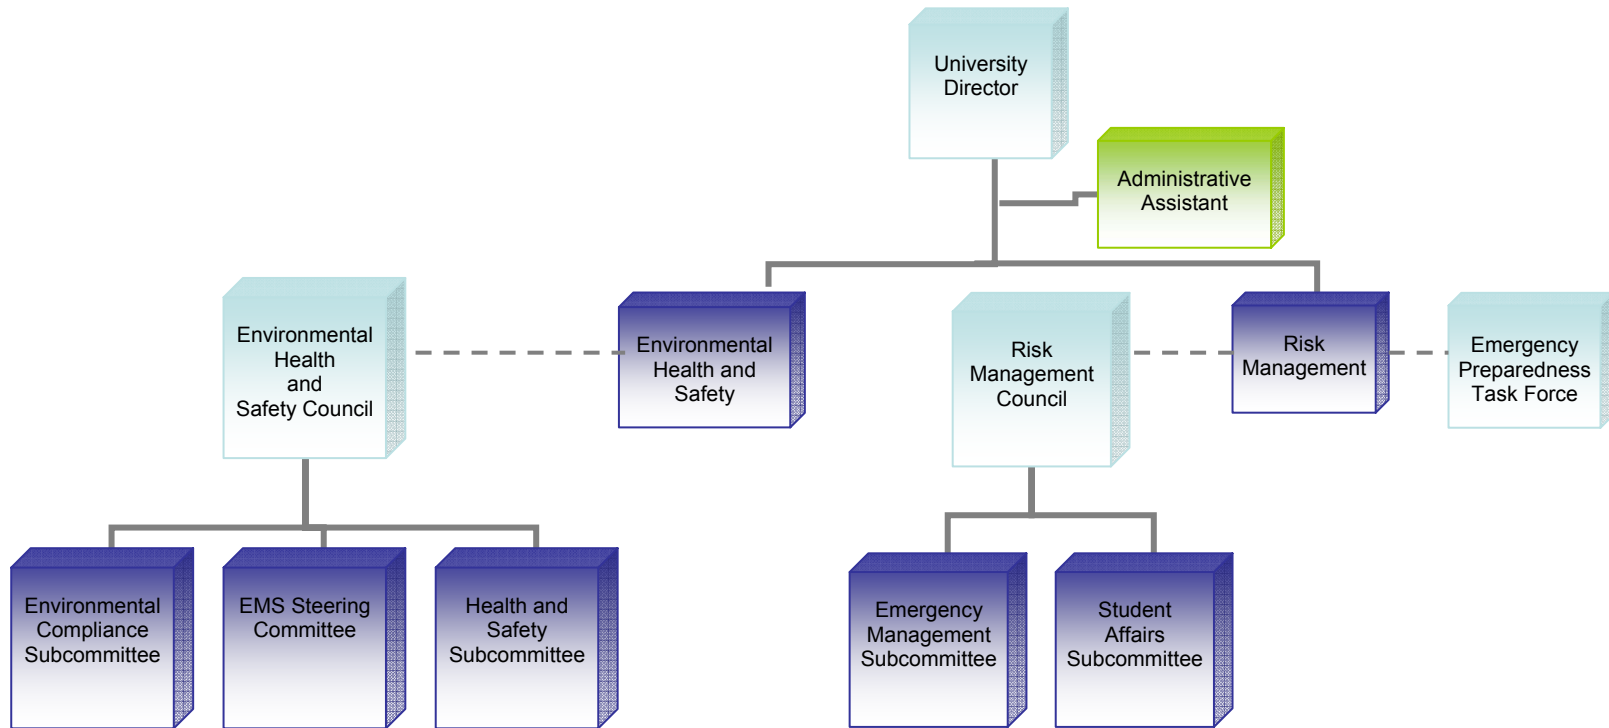 University
Director
Administrative
Assistant
Environmental
Health
and
Safety Council
Environmental
Health and
Safety
Risk
Management
Council
Risk
Management
Emergency
Preparedness
Task Force
Environmental
Compliance
Subcommittee
EMS Steering
Committee
Health and
Safety
Subcommittee
Emergency
Management
Subcommittee
Student
Affairs
Subcommittee